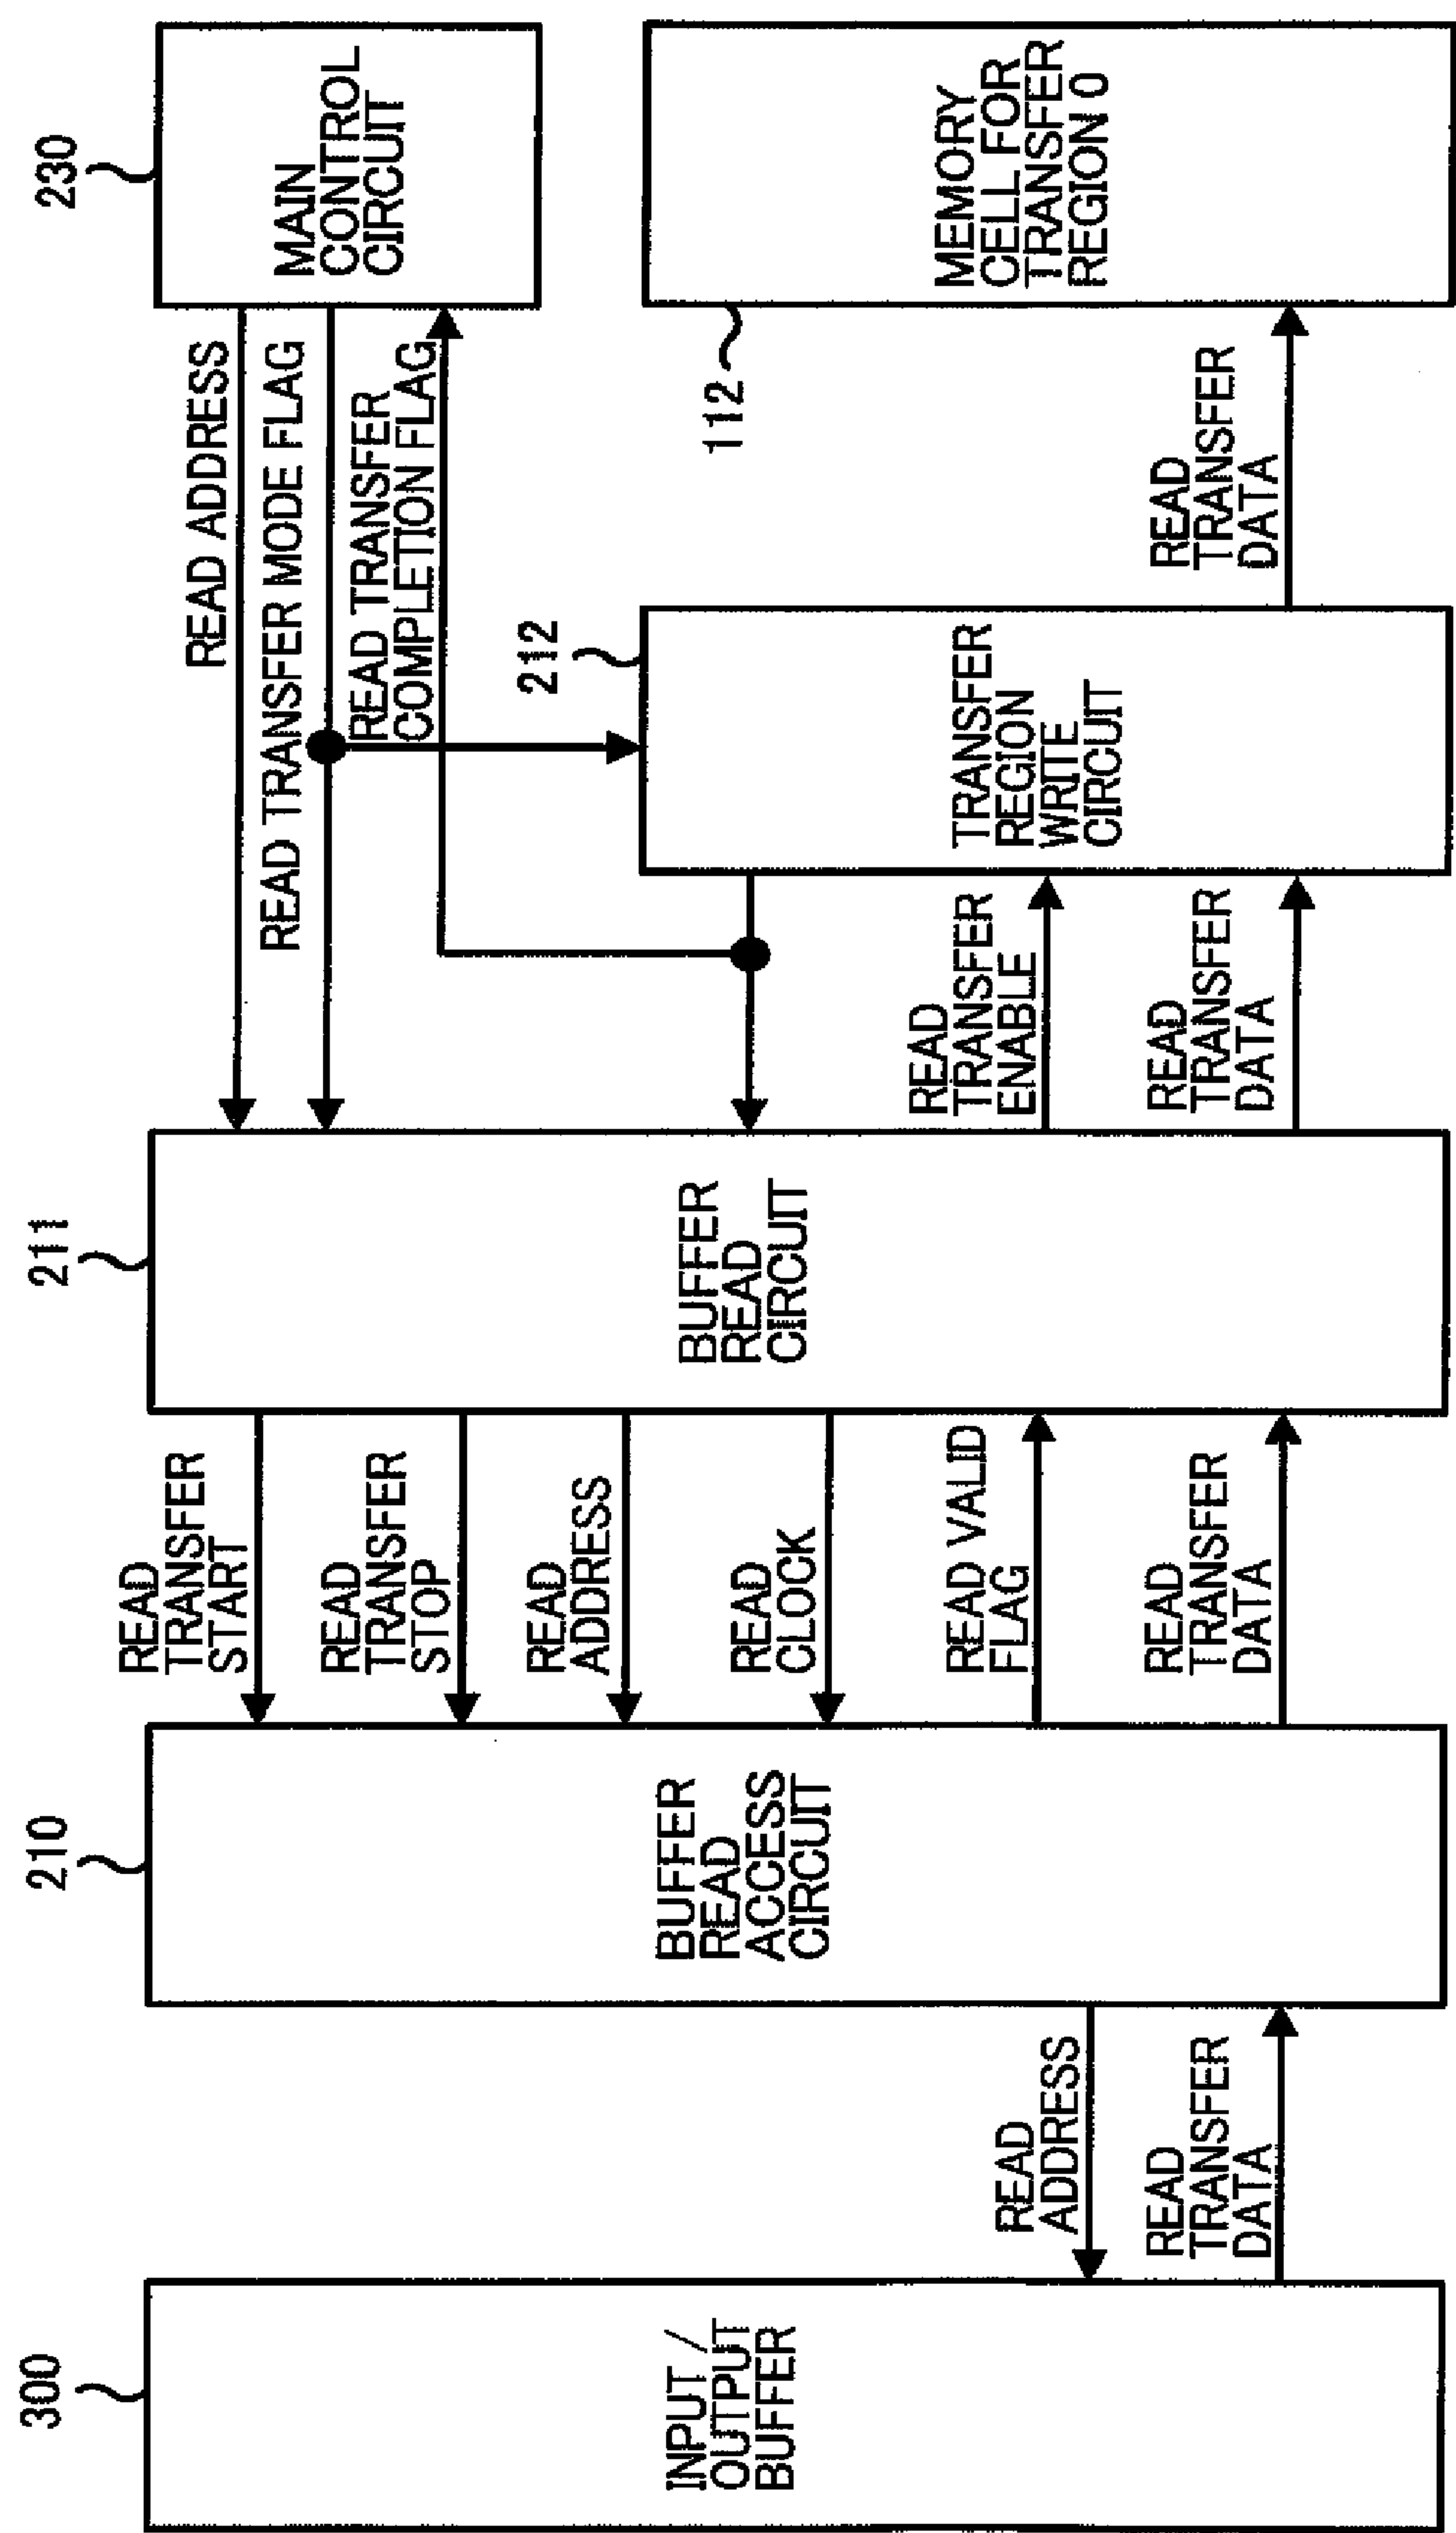 300
INPUT /
OUTPUT
BUFFER
READ
ADDRESS
READ
TRANSFER
DATA
210
BUFFER
READ
ACCESS
CIRCUIT
READ
TRANSFER
START
READ
TRANSFER
STOP
READ
ADDRESS
READ
CLOCK
READ VALID
FLAG
READ
TRANSFER
DATA
211
BUFFER
READ
CIRCUIT
READ ADDRESS
READ TRANSFER MODE FLAG
READ TRANSFER
COMPLETION FLAG
READ
TRANSFER
ENABLE
READ
TRANSFER
DATA
212
TRANSFER
REGION
WRITE
CIRCUIT
READ
TRANSFER
DATA
230
MAIN
CONTROL
CIRCUIT
112
MEMORY
CELL FOR
TRANSFER
REGION 0